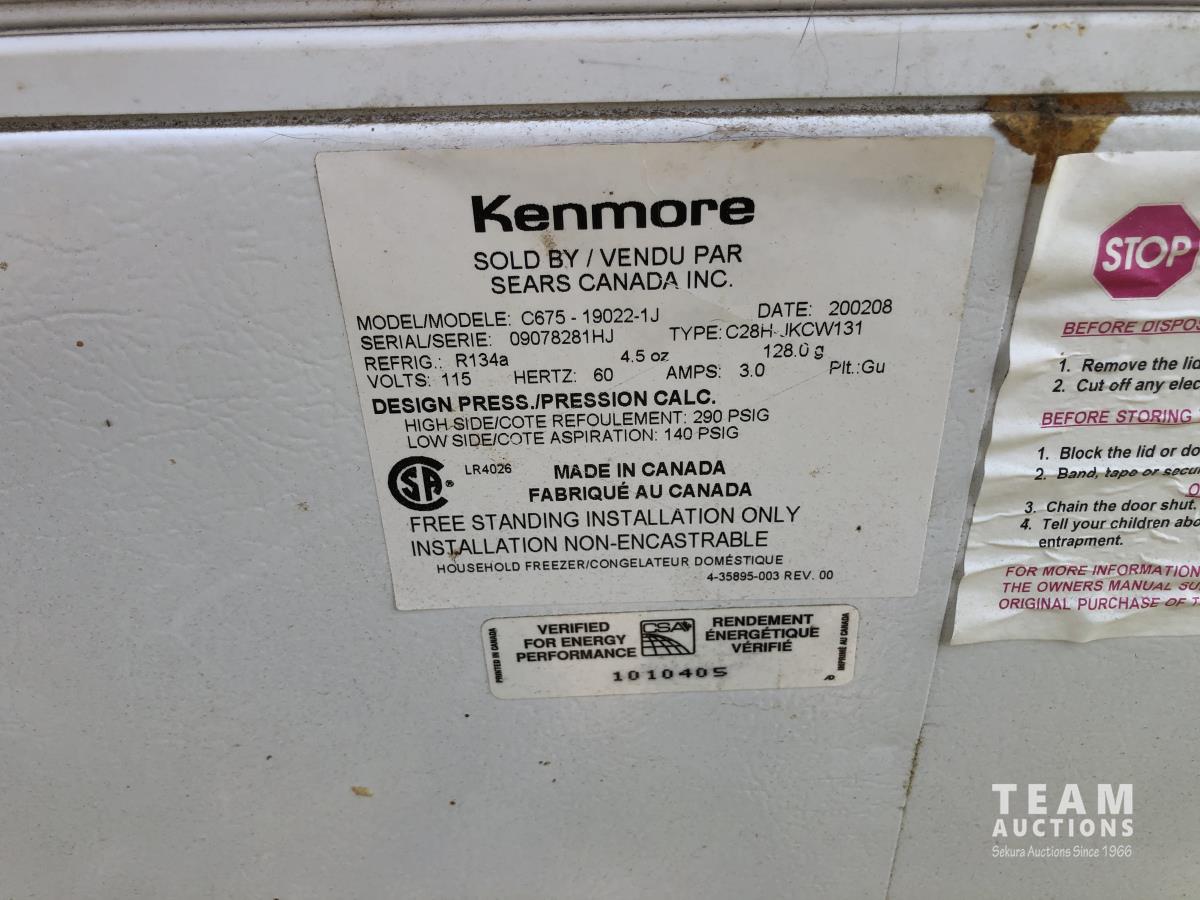 Kenmore
SOLD BY / VENDU PAR
SEARS CANADA INC.
MODEL/MODELE: C675 - 19022-1J DATE: 200208
SERIAL/SERIE: 09078281HJ TYPE: C28H- JKCW131
REFRIG.: R134a 4.5 oz 128.0 g
VOLTS: 115 HERTZ: 60 AMPS: 3.0 Plt.:Gu
DESIGN PRESS./PRESSION CALC.
HIGH SIDE/COTE REFOULEMENT: 290 PSIG
LOW SIDE/COTE ASPIRATION: 140 PSIG
SA ® LR4026 MADE IN CANADA
FABRIQUÉ AU CANADA
FREE STANDING INSTALLATION ONLY
INSTALLATION NON-ENCASTRABLE
HOUSEHOLD FREEZER/CONGELATEUR DOMÉSTIQUE
4-35895-003 REV. 00
PRINTED IN CANADA
VERIFIED
FOR ENERGY
PERFORMANCE
CSA
RENDEMENT
ÉNERGÉTIQUE
VÉRIFIÉ
IMPRIMÉ AU CANADA
1010405
STOP
BEFORE
1. Remove the lid
2. Cut off any
BEFORE STORING
1. Block the lid or
2. Band, tape or
3. Chain the door shut.
4. Tell your children
entrapment.
FOR MORE INFORMATION
THE OWNERS MANUAL
ORIGINAL PURCHASE OF
TEAM
AUCTIONS
Sekura Auctions Since 1966